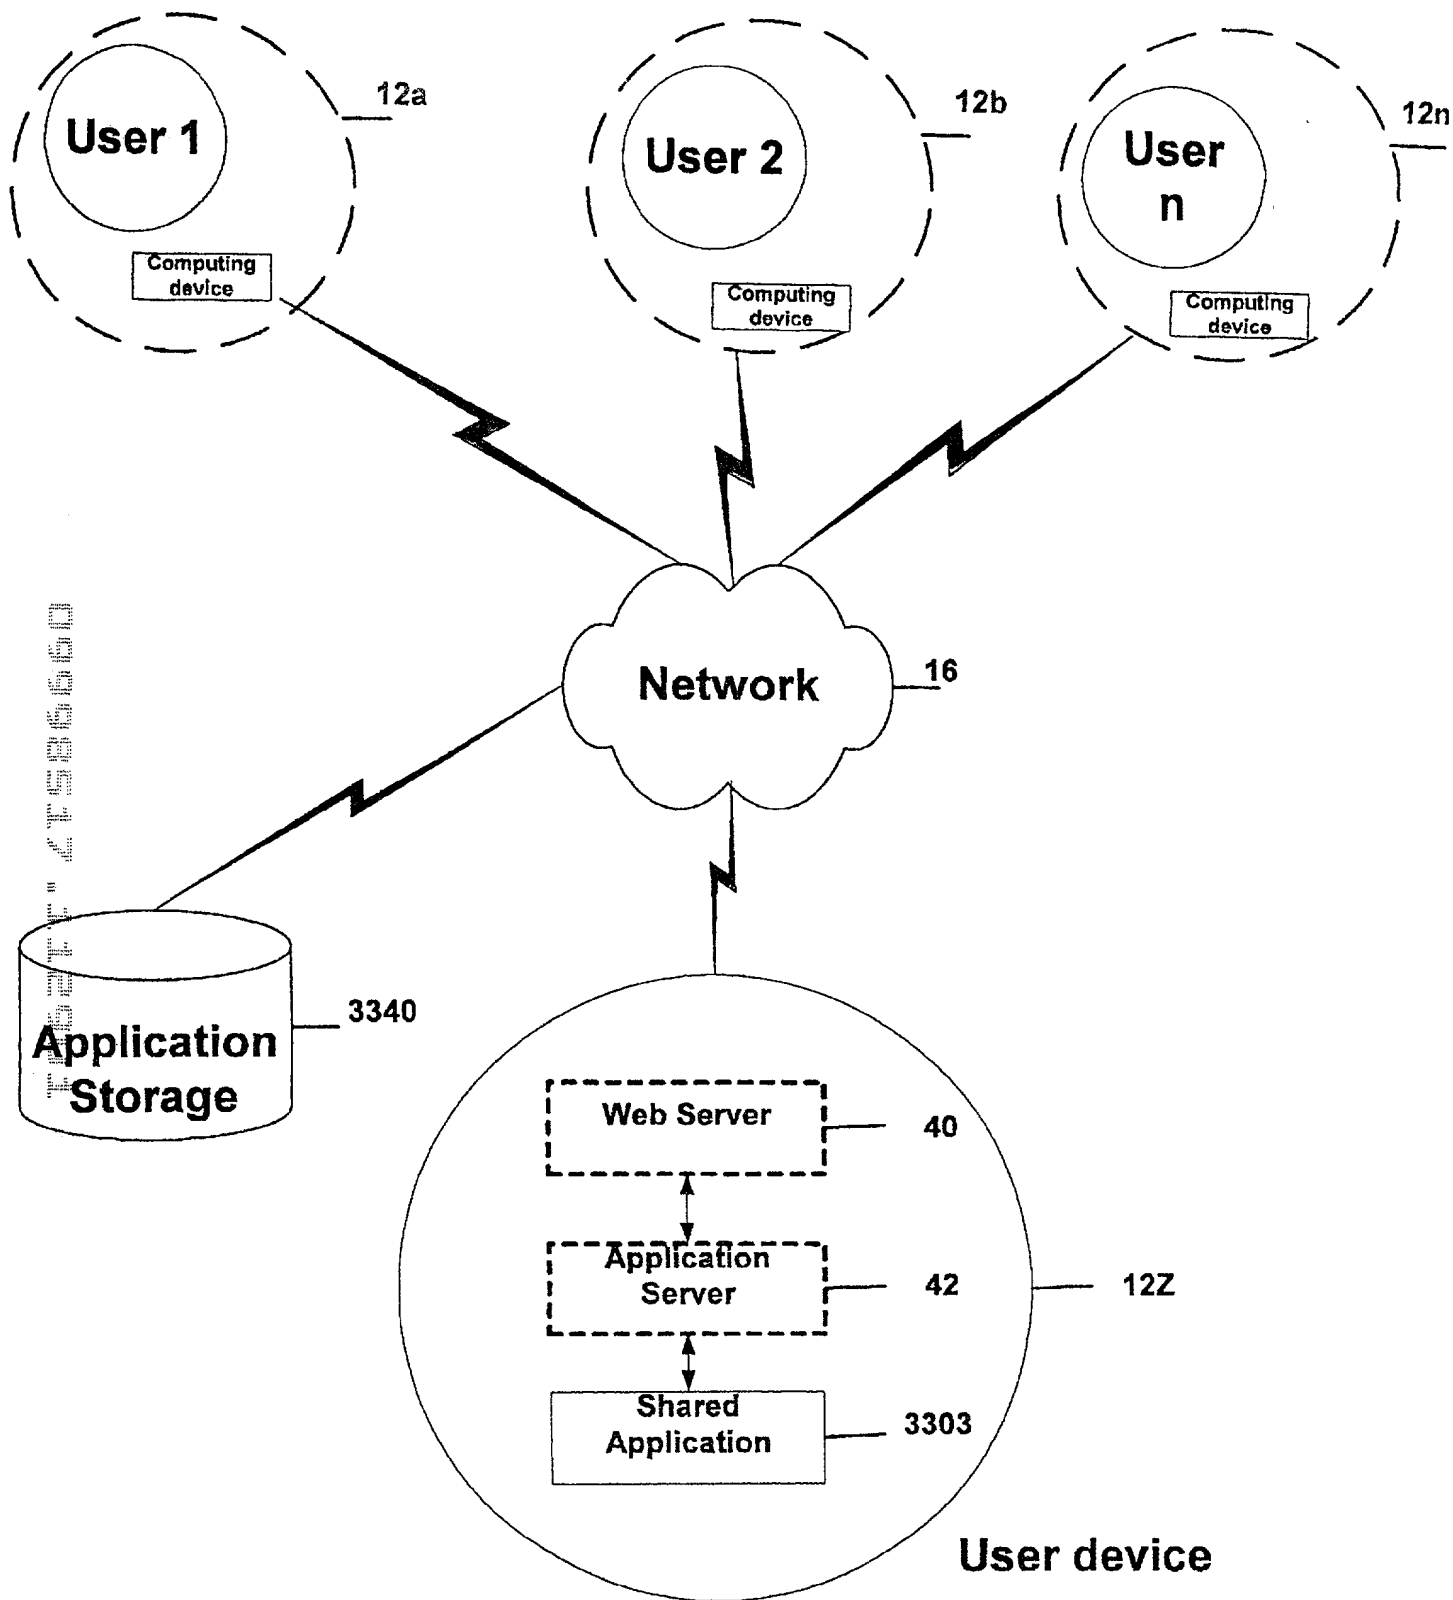 12a
12b
12n
User 1
User 2
User
n
Computing
device
Computing
device
Computing
device
Network
16
3340
Application
Storage
Web Server
40
Application
Server
42
12Z
Shared
Application
3303
User device